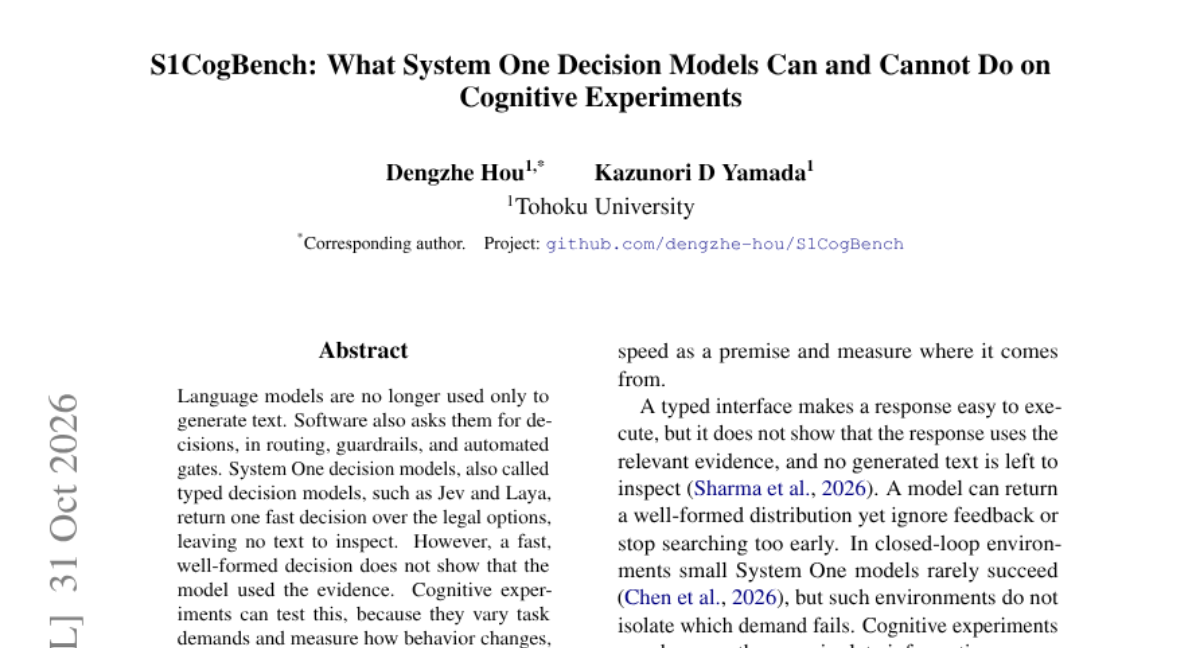 S1CogBench: What System One Decision Models Can and Cannot Do on
Cognitive Experiments
Dengzhe Hou1,* Kazunori D Yamada1
1Tohoku University
*Corresponding author. Project: github.com/dengzhe-hou/S1CogBench
Abstract
Language models are no longer used only to
generate text. Software also asks them for de-
cisions, in routing, guardrails, and automated
gates. System One decision models, also called
typed decision models, such as Jev and Laya,
return one fast decision over the legal options,
leaving no text to inspect. However, a fast,
well-formed decision does not show that the
model used the evidence. Cognitive exper-
iments can test this, because they vary task
demands and measure how behavior changes,
speed as a premise and measure where it comes
from.
A typed interface makes a response easy to exe-
cute, but it does not show that the response uses the
relevant evidence, and no generated text is left to
inspect (Sharma et al., 2026). A model can return
a well-formed distribution yet ignore feedback or
stop searching too early. In closed-loop environ-
ments small System One models rarely succeed
(Chen et al., 2026), but such environments do not
isolate which demand fails. Cognitive experiments
L] 31 Oct 2026